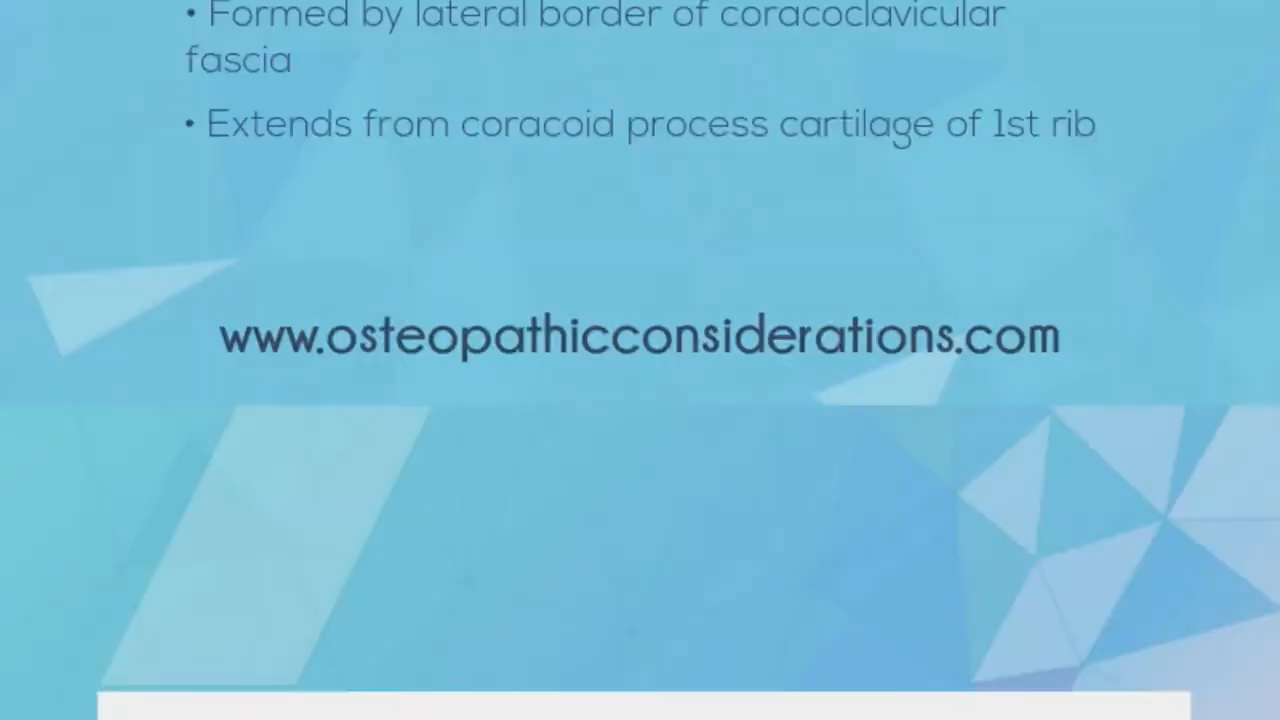 • Formed by lateral border of coracoclavicular
fascia
• Extends from coracoid process cartilage of 1st rib
www.osteopathicconsiderations.com